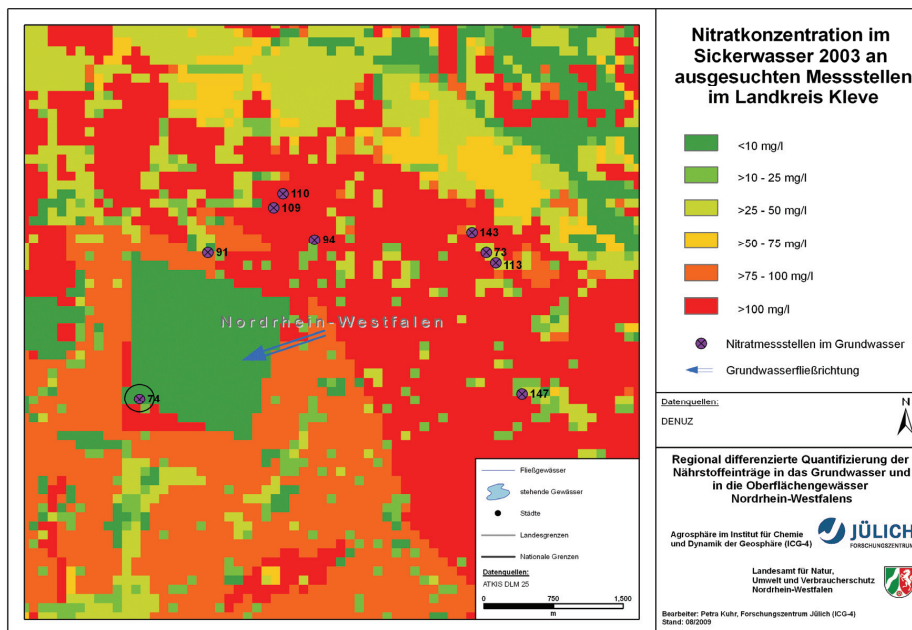 Nitratkonzentration im
Sickerwasser 2003 an
ausgesuchten Messstellen
im Landkreis Kleve
<10 mg/l
>10 - 25 mg/l
>25 - 50 mg/l
>50 - 75 mg/l
>75 - 100 mg/l
>100 mg/l
Nitratmessstellen im Grundwasser
Grundwasserfließrichtung
Datenquellen:
DENUZ
N
Regional differenzierte Quantifizierung der
Nährstoffeinträge in das Grundwasser und
in die Oberflächengewässer
Nordrhein-Westfalens
Agrosphäre im Institut für Chemie
und Dynamik der Geosphäre (ICG-4)
JÜLICH
FORSCHUNGSZENTRUM
Landesamt für Natur,
Umwelt und Verbraucherschutz
Nordrhein-Westfalen
Bearbeiter: Petra Kuhr, Forschungszentrum Jülich (ICG-4)
Stand: 08/2009
110
109
94
91
143
73
113
Nordrhein-Westfalen
74
147
Fließgewässer
stehende Gewässer
Städte
Landesgrenzen
Nationale Grenzen
Datenquellen:
ATKIS DLM 25
0 750 1,500
m